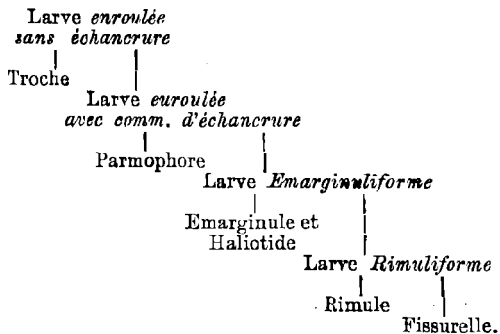 Larve enroulée
sans échancrure
Troche
Larve euroulée
avec comm. d'échancrure
Parmophore
Larve Emarginuliforme
Emarginule et
Haliotide
Larve Rimuliforme
Rimule
Fissurelle.